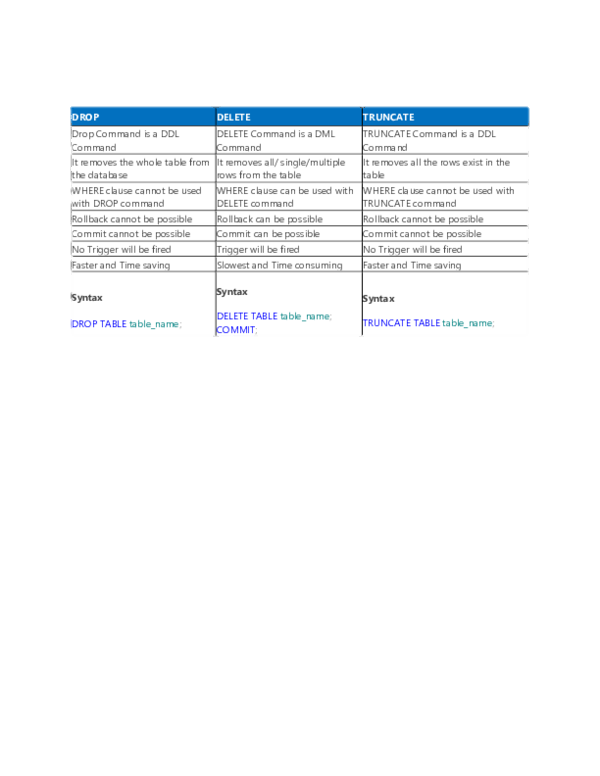 DROP DELETE TRUNCATE
Drop Command is a DDL DELETE Command is a DML TRUNCATE Command is a DDL
Command Command Command
It removes the whole table from It removes all/ single/multiple It removes all the rows exist in the
the database rows from the table table
WHERE clause cannot be used WHERE clause can be used with WHERE clause cannot be used with
with DROP command DELETE command TRUNCATE command
Rollback cannot be possible Rollback can be possible Rollback cannot be possible
Commit cannot be possible Commit can be possible Commit cannot be possible
No Trigger will be fired Trigger will be fired No Trigger will be fired
Faster and Time saving Slowest and Time consuming Faster and Time saving
Syntax Syntax Syntax
DROP TABLE table_name; DELETE TABLE table_name; TRUNCATE TABLE table_name;
COMMIT;